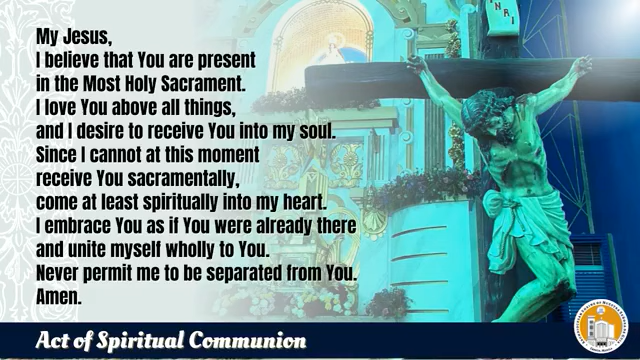 My Jesus,
I believe that You are present
in the Most Holy Sacrament.
I love You above all things,
and I desire to receive You into my soul.
Since I cannot at this moment
receive You sacramentally,
come at least spiritually into my heart.
I embrace You as if You were already there
and unite myself wholly to You.
Never permit me to be separated from You.
Amen.
Act of Spiritual Communion